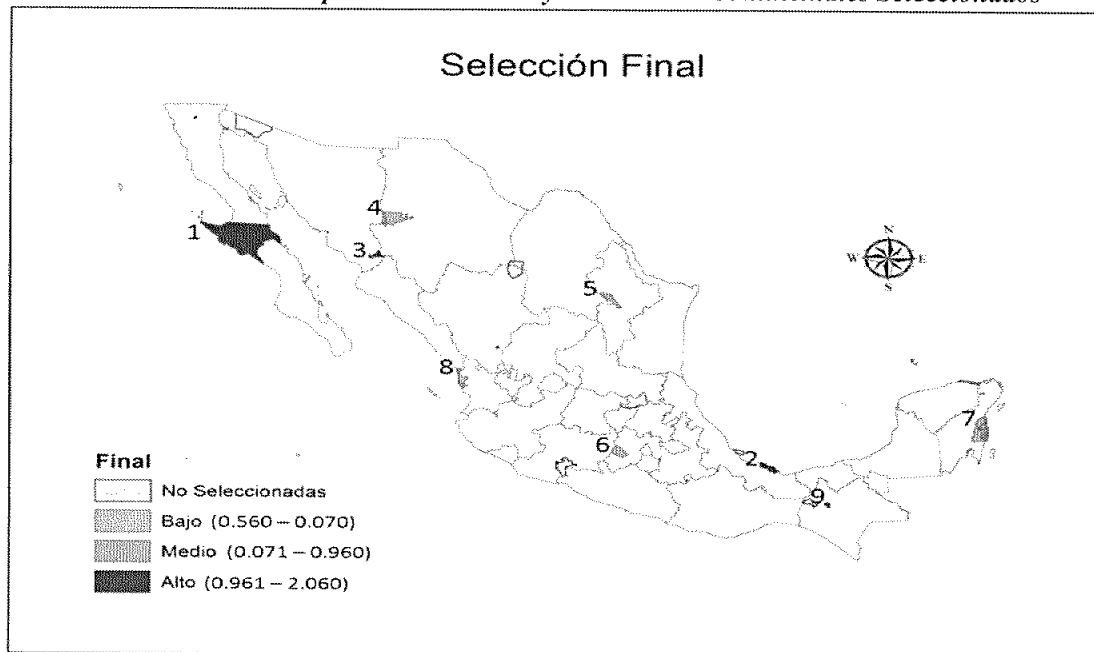 Seleccionados
Selección Final
N
W E
S
4
1
3
5
8
7
6
2
9
Final
No Seleccionadas
Bajo (0.560 – 0.070)
Medio (0.071 – 0.960)
Alto (0.961 – 2.060)